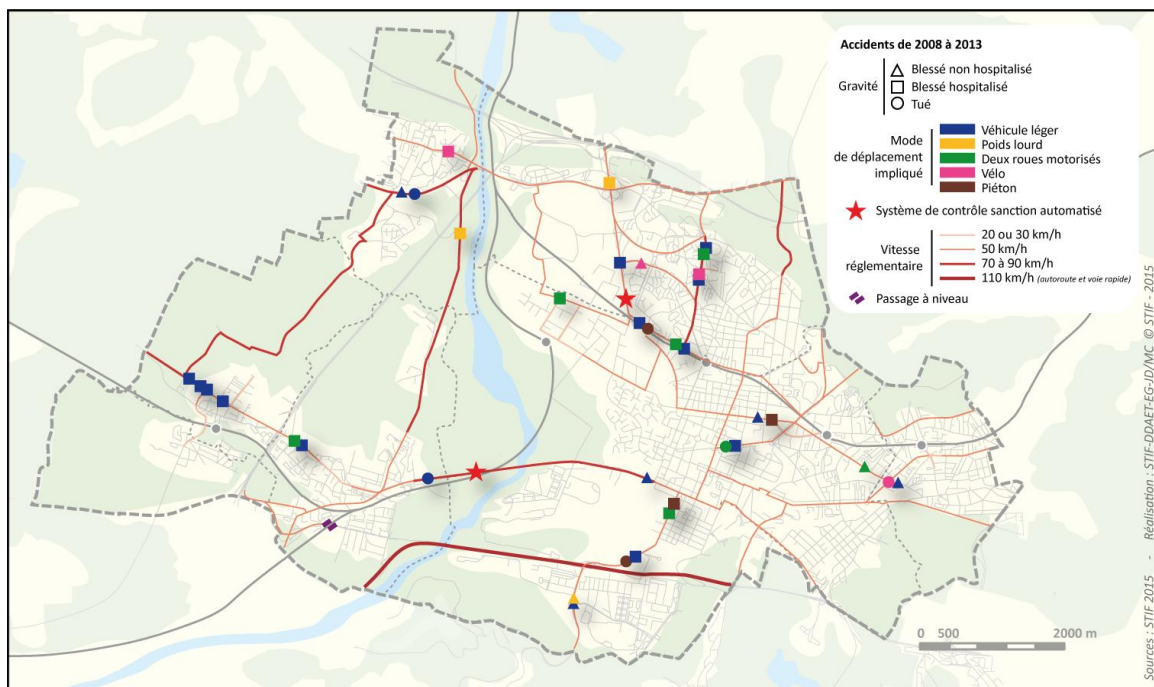 Accidents de 2008 à 2013
Gravité
Blessé non hospitalisé
Blessé hospitalisé
Tué
Mode
de déplacement
impliqué
Véhicule léger
Poids lourd
Deux roues motorisés
Vélo
Piéton
Système de contrôle sanction automatisé
Vitesse
réglementaire
20 ou 30 km/h
50 km/h
70 à 90 km/h
110 km/h (autoroute et voie rapide)
Passage à niveau
0 500 2000 m
Sources : STIF 2015 - Réalisation : STIF-DDAET-EG-JD/MC © STIF - 2015